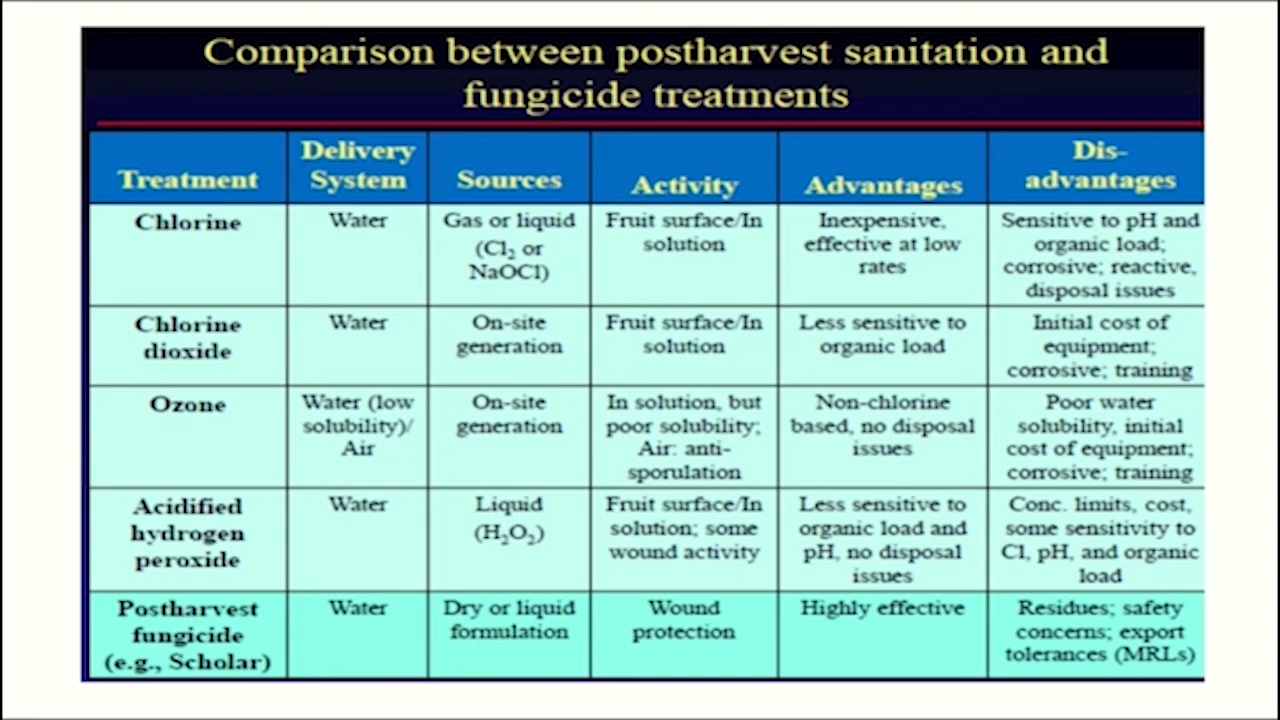 Comparison between postharvest sanitation and
fungicide treatments
Treatment
Delivery
System
Sources
Activity
Advantages
Dis-
advantages
Chlorine
Water
Gas or liquid
(Cl₂ or
NaOCl)
Fruit surface/In
solution
Inexpensive,
effective at low
rates
Sensitive to pH and
organic load;
corrosive; reactive,
disposal issues
Chlorine
dioxide
Water
On-site
generation
Fruit surface/In
solution
Less sensitive to
organic load
Initial cost of
equipment;
corrosive; training
Ozone
Water (low
solubility)/
Air
On-site
generation
In solution, but
poor solubility;
Air: anti-
sporulation
Non-chlorine
based, no disposal
issues
Poor water
solubility, initial
cost of equipment;
corrosive; training
Acidified
hydrogen
peroxide
Water
Liquid
(H₂O₂)
Fruit surface/In
solution; some
wound activity
Less sensitive to
organic load and
pH, no disposal
issues
Conc. limits, cost,
some sensitivity to
Cl, pH, and organic
load
Postharvest
fungicide
(e.g., Scholar)
Water
Dry or liquid
formulation
Wound
protection
Highly effective
Residues; safety
concerns; export
tolerances (MRLs)